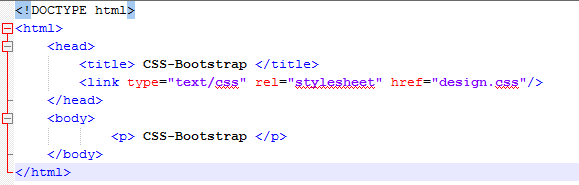 <!DOCTYPE html>
<html>
<head>
<title> CSS-Bootstrap </title>
<link type="text/css" rel="stylesheet" href="design.css"/>
</head>
<body>
<p> CSS-Bootstrap </p>
</body>
</html>